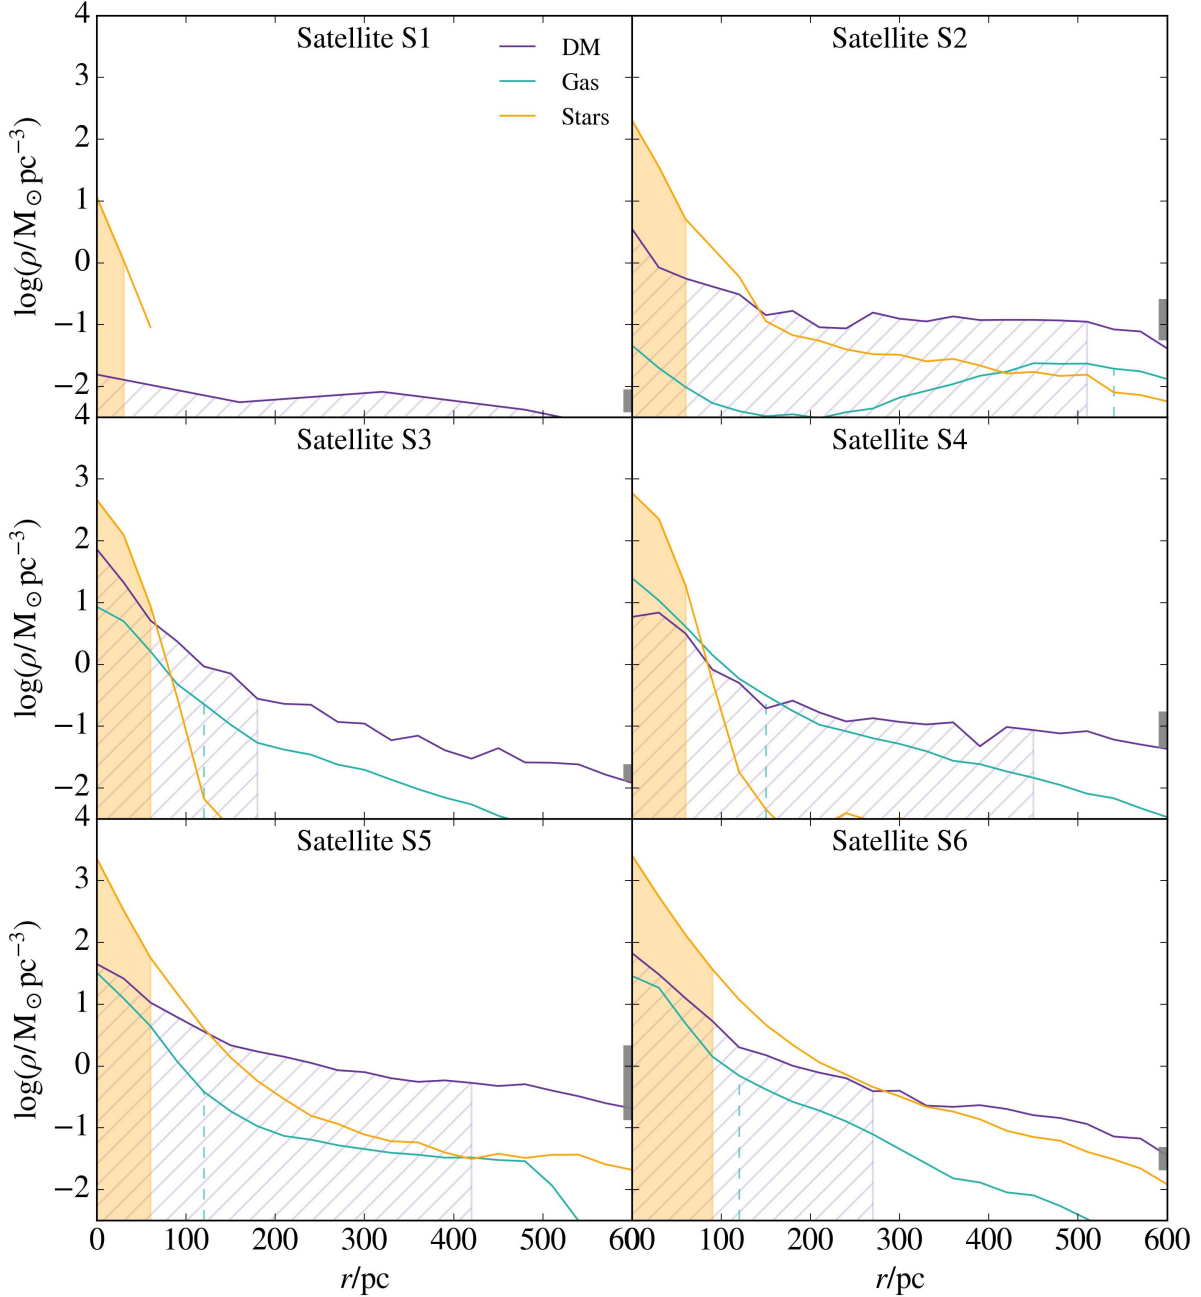 Satellite S1
DM
Gas
Stars
Satellite S2
log(ρ/M⊙pc⁻³)
4
3
2
1
0
−1
−2
Satellite S3
Satellite S4
log(ρ/M⊙pc⁻³)
4
3
2
1
0
−1
−2
Satellite S5
Satellite S6
log(ρ/M⊙pc⁻³)
4
3
2
1
0
−1
−2
0 100 200 300 400 500 600 100 200 300 400 500 600
r/pc r/pc